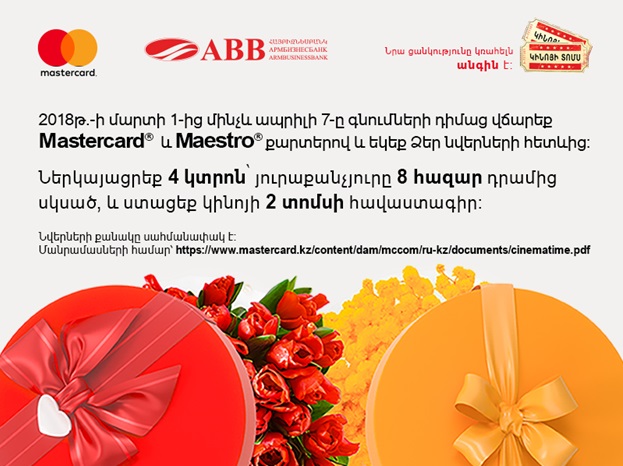 mastercard.
ABB
ՀԱՅԲԻԶՆԵՍԲԱՆԿ
АРМБИЗНЕСБАНК
ARMBUSINESSBANK
Նրա ցանկությունը կռահելն
անգին է:
ԿԻՆՈՅԻ ՏՈՄՍ
2018թ.-ի մարտի 1-ից մինչև ապրիլի 7-ը գնումների դիմաց վճարեք
Mastercard® և Maestro® քարտերով և եկեք Ձեր նվերների հետևից:
Ներկայացրեք 4 կտրոն՝ յուրաքանչյուրը 8 հազար դրամից
սկսած, և ստացեք կինոյի 2 տոմսի հավաստագիր:
Նվերների քանակը սահմանափակ է:
Մանրամասների համար՝ https://www.mastercard.kz/content/dam/mccom/ru-kz/documents/cinematime.pdf